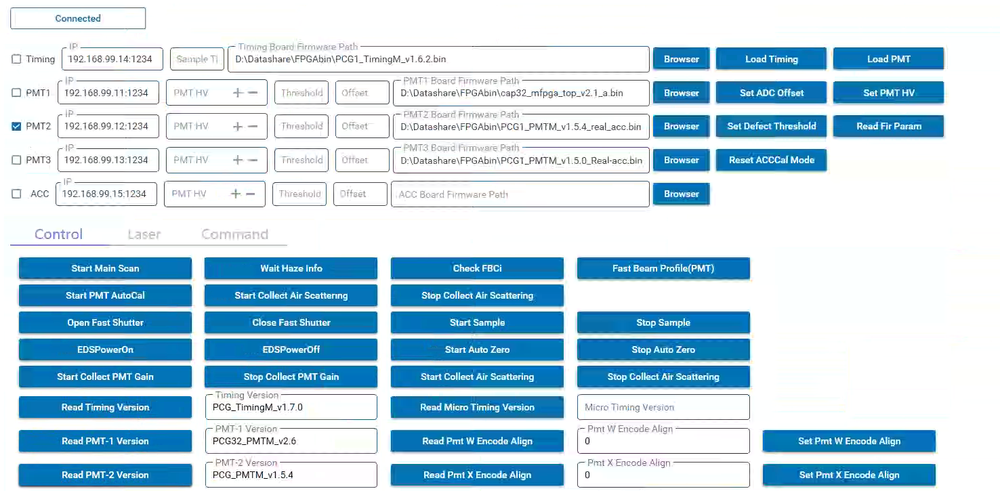 Connected
Timing IP 192.168.99.14:1234 Sample Ti Timing Board Firmware Path D:\Datashare\FPGAbin\PCG1_TimingM_v1.6.2.bin Browser Load Timing Load PMT
PMT1 IP 192.168.99.11:1234 PMT HV + − Threshold Offset PMT1 Board Firmware Path D:\Datashare\FPGAbin\cap32_mfpga_top_v2.1_a.bin Browser Set ADC Offset Set PMT HV
PMT2 IP 192.168.99.12:1234 PMT HV + − Threshold Offset PMT2 Board Firmware Path D:\Datashare\FPGAbin\PCG1_PMTM_v1.5.4_real_acc.bin Browser Set Defect Threshold Read Fir Param
PMT3 IP 192.168.99.13:1234 PMT HV + − Threshold Offset PMT3 Board Firmware Path D:\Datashare\FPGAbin\PCG1_PMTM_v1.5.0_Real-acc.bin Browser Reset ACCCal Mode
ACC IP 192.168.99.15:1234 PMT HV + − Threshold Offset ACC Board Firmware Path Browser
Control Laser Command
Start Main Scan Wait Haze Info Check FBCi Fast Beam Profile(PMT)
Start PMT AutoCal Start Collect Air Scattering Stop Collect Air Scattering
Open Fast Shutter Close Fast Shutter Start Sample Stop Sample
EDSPowerOn EDSPowerOff Start Auto Zero Stop Auto Zero
Start Collect PMT Gain Stop Collect PMT Gain Start Collect Air Scattering Stop Collect Air Scattering
Read Timing Version Timing Version PCG_TimingM_v1.7.0 Read Micro Timing Version Micro Timing Version
Read PMT-1 Version PMT-1 Version PCG32_PMTM_v2.6 Read Pmt W Encode Align Pmt W Encode Align 0 Set Pmt W Encode Align
Read PMT-2 Version PMT-2 Version PCG_PMTM_v1.5.4 Read Pmt X Encode Align Pmt X Encode Align 0 Set Pmt X Encode Align